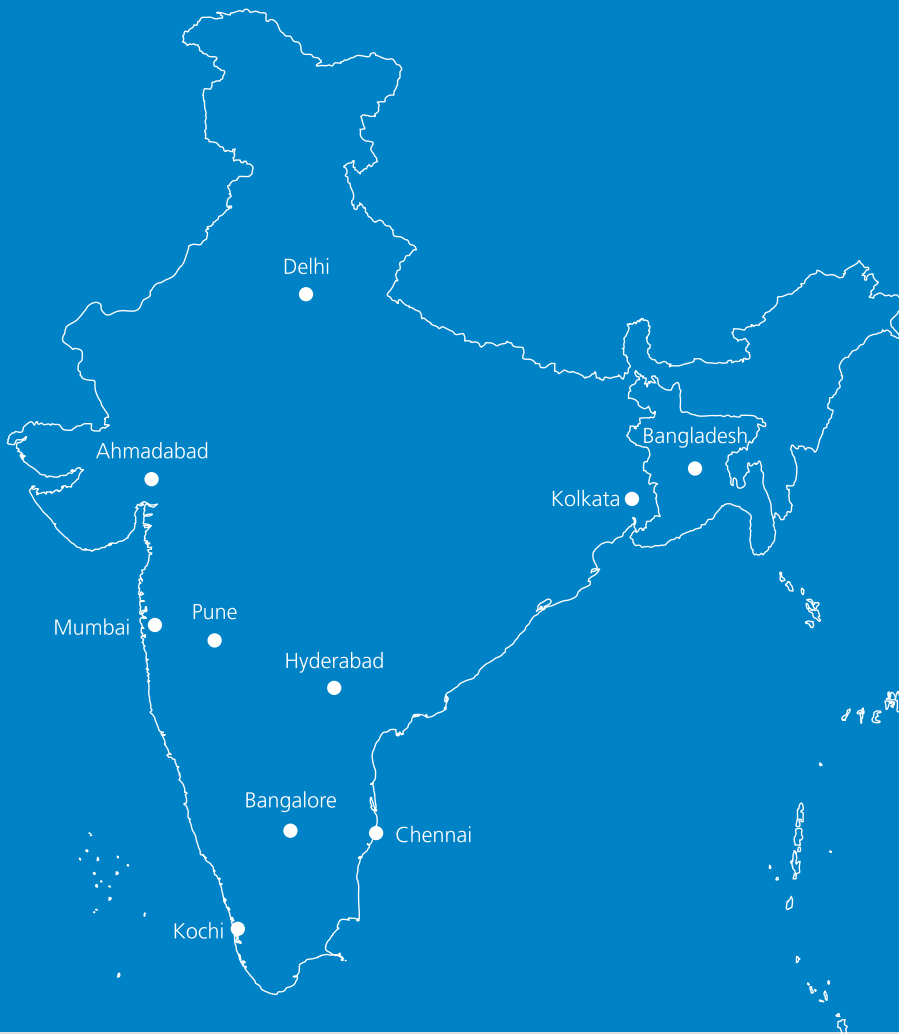 Delhi
Bangladesh
Ahmadabad
Kolkata
Pune
Mumbai
Hyderabad
Bangalore
Chennai
Kochi